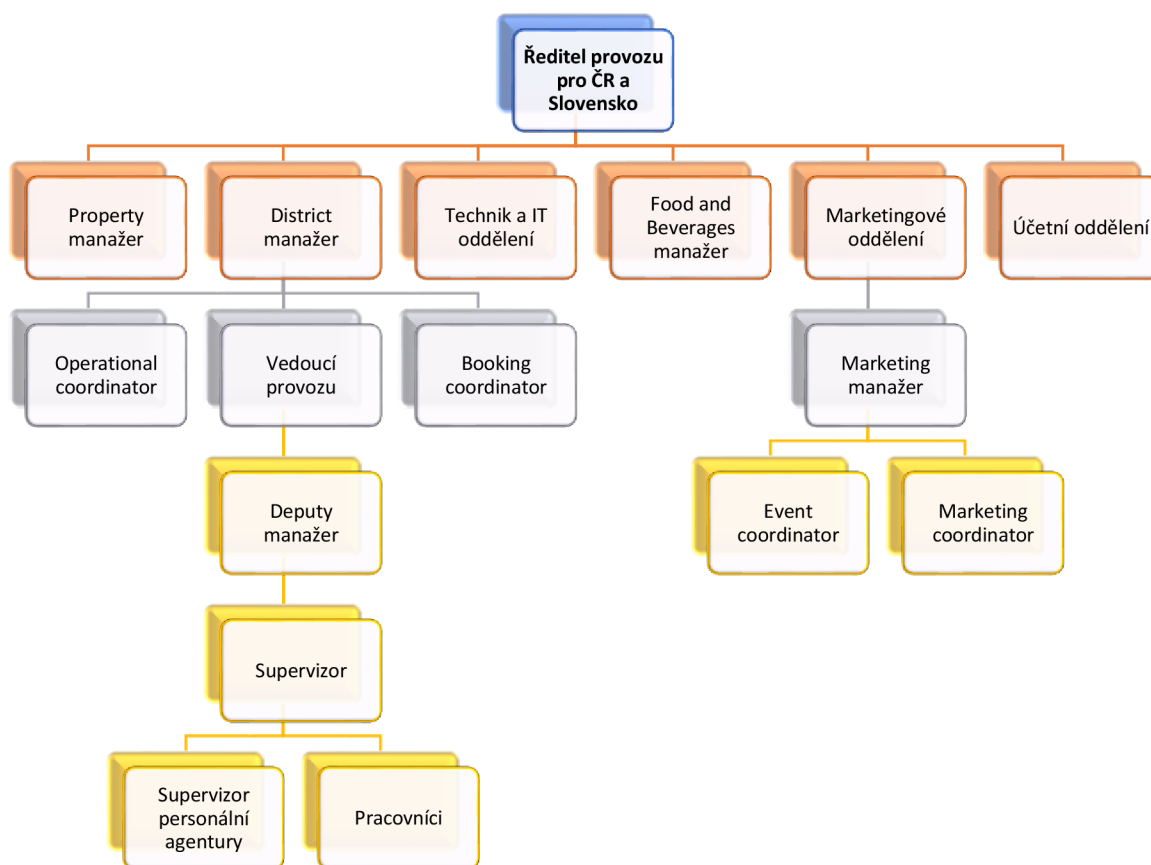 Ředitel provozu
pro ČR a
Slovensko
Property
manažer
District
manažer
Technik a IT
oddělení
Food and
Beverages
manažer
Marketingové
oddělení
Účetní oddělení
Operational
coordinator
Vedoucí
provozu
Booking
coordinator
Marketing
manažer
Deputy
manažer
Event
coordinator
Marketing
coordinator
Supervizor
Supervizor
personální
agentury
Pracovníci